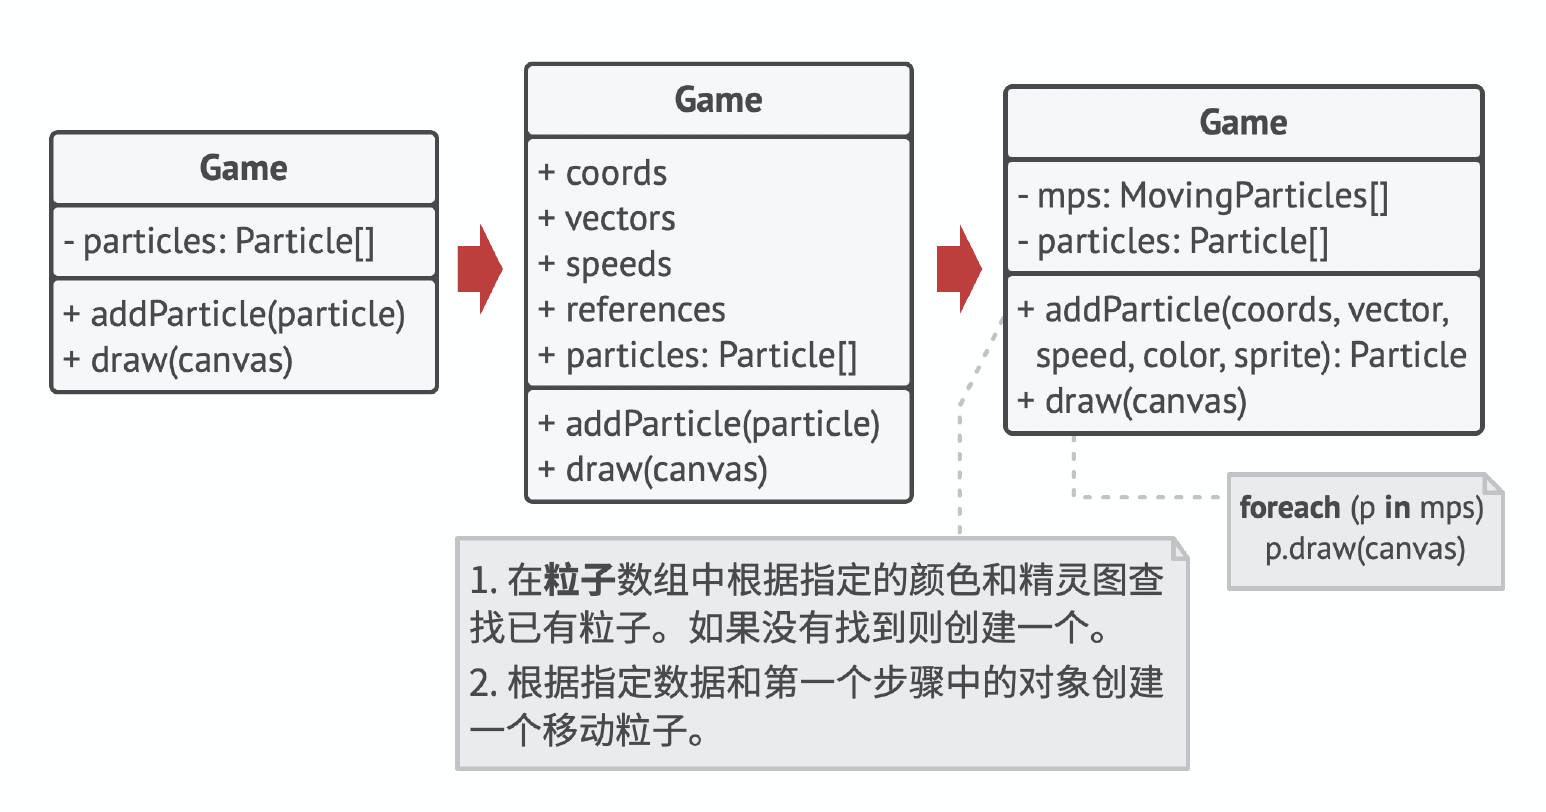 Game
- particles: Particle[]
+ addParticle(particle)
+ draw(canvas)
Game
+ coords
+ vectors
+ speeds
+ references
+ particles: Particle[]
+ addParticle(particle)
+ draw(canvas)
Game
- mps: MovingParticles[]
- particles: Particle[]
+ addParticle(coords, vector,
speed, color, sprite): Particle
+ draw(canvas)
foreach (p in mps)
p.draw(canvas)
1. 在粒子数组中根据指定的颜色和精灵图查
找已有粒子。如果没有找到则创建一个。
2. 根据指定数据和第一个步骤中的对象创建
一个移动粒子。